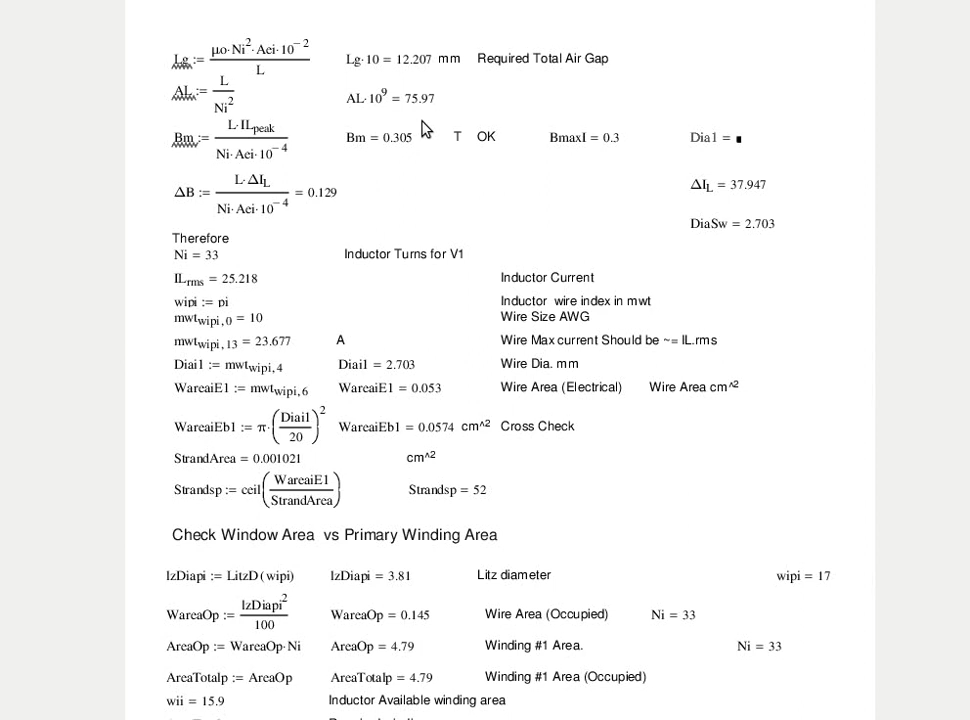 Lg := μo·Ni²·Aei·10⁻² / L    Lg·10 = 12.207 mm    Required Total Air Gap
AL := L / Ni²    AL·10⁹ = 75.97
Bm := L·ILpeak / Ni·Aei·10⁻⁴    Bm = 0.305    T    OK    BmaxI = 0.3    Dia1 = ▪
ΔB := L·ΔIL / Ni·Aei·10⁻⁴ = 0.129    ΔIL = 37.947
DiaSw = 2.703
Therefore
Ni = 33    Inductor Turns for V1
ILrms = 25.218    Inductor Current
wipi := pi    Inductor wire index in mwt
mwtwipi,0 = 10    Wire Size AWG
mwtwipi,13 = 23.677    A    Wire Max current Should be ~= IL.rms
Diai1 := mwtwipi,4    Diai1 = 2.703    Wire Dia. mm
WareaiE1 := mwtwipi,6    WareaiE1 = 0.053    Wire Area (Electrical)    Wire Area cm^2
WareaiEb1 := π·(Diai1 / 20)²    WareaiEb1 = 0.0574 cm^2    Cross Check
StrandArea = 0.001021    cm^2
Strandsp := ceil(WareaiE1 / StrandArea)    Strandsp = 52
Check Window Area vs Primary Winding Area
lzDiapi := LitzD(wipi)    lzDiapi = 3.81    Litz diameter    wipi = 17
WareaOp := lzDiapi² / 100    WareaOp = 0.145    Wire Area (Occupied)    Ni = 33
AreaOp := WareaOp·Ni    AreaOp = 4.79    Winding #1 Area.    Ni = 33
AreaTotalp := AreaOp    AreaTotalp = 4.79    Winding #1 Area (Occupied)
wii = 15.9    Inductor Available winding area